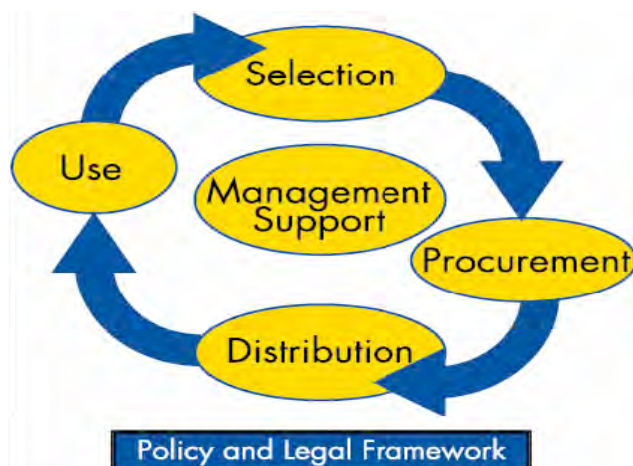 Selection
Use
Management
Support
Procurement
Distribution
Policy and Legal Framework